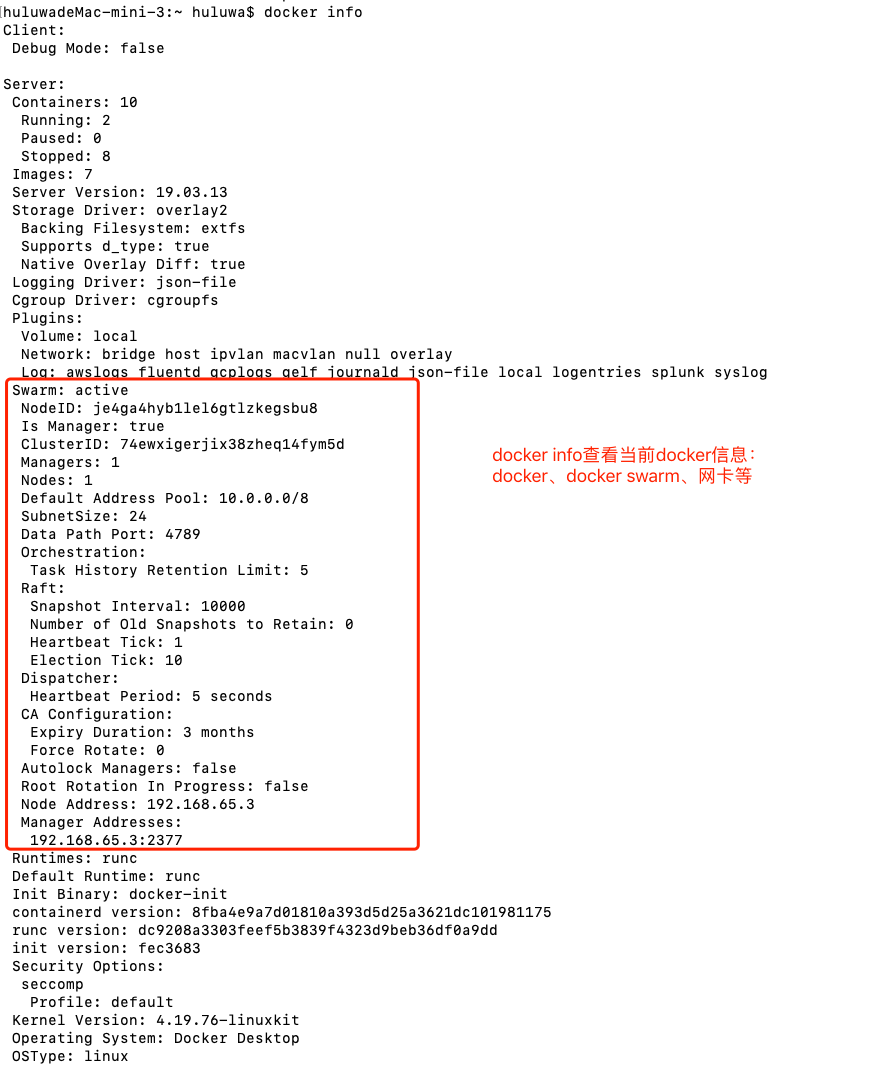 huluwadeMac-mini-3:~ huluwa$ docker info
Client:
Debug Mode: false
Server:
Containers: 10
Running: 2
Paused: 0
Stopped: 8
Images: 7
Server Version: 19.03.13
Storage Driver: overlay2
Backing Filesystem: extfs
Supports d_type: true
Native Overlay Diff: true
Logging Driver: json-file
Cgroup Driver: cgroupfs
Plugins:
Volume: local
Network: bridge host ipvlan macvlan null overlay
Log: awslogs fluentd gcplogs gelf journald json-file local logentries splunk syslog
Swarm: active
NodeID: je4ga4hyb1lel6gtlzkegsbu8
Is Manager: true
ClusterID: 74ewxigerjix38zheq14fym5d
Managers: 1
Nodes: 1
Default Address Pool: 10.0.0.0/8
SubnetSize: 24
Data Path Port: 4789
Orchestration:
Task History Retention Limit: 5
Raft:
Snapshot Interval: 10000
Number of Old Snapshots to Retain: 0
Heartbeat Tick: 1
Election Tick: 10
Dispatcher:
Heartbeat Period: 5 seconds
CA Configuration:
Expiry Duration: 3 months
Force Rotate: 0
Autolock Managers: false
Root Rotation In Progress: false
Node Address: 192.168.65.3
Manager Addresses:
192.168.65.3:2377
Runtimes: runc
Default Runtime: runc
Init Binary: docker-init
containerd version: 8fba4e9a7d01810a393d5d25a3621dc101981175
runc version: dc9208a3303feef5b3839f4323d9beb36df0a9dd
init version: fec3683
Security Options:
seccomp
Profile: default
Kernel Version: 4.19.76-linuxkit
Operating System: Docker Desktop
OSType: linux
docker info查看当前docker信息：
docker、docker swarm、网卡等